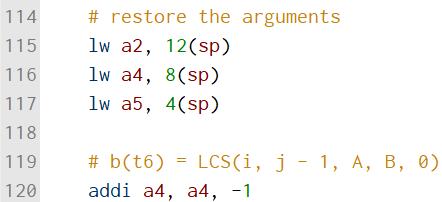 114 # restore the arguments
115 lw a2, 12(sp)
116 lw a4, 8(sp)
117 lw a5, 4(sp)
118
119 # b(t6) = LCS(i, j - 1, A, B, 0)
120 addi a4, a4, -1